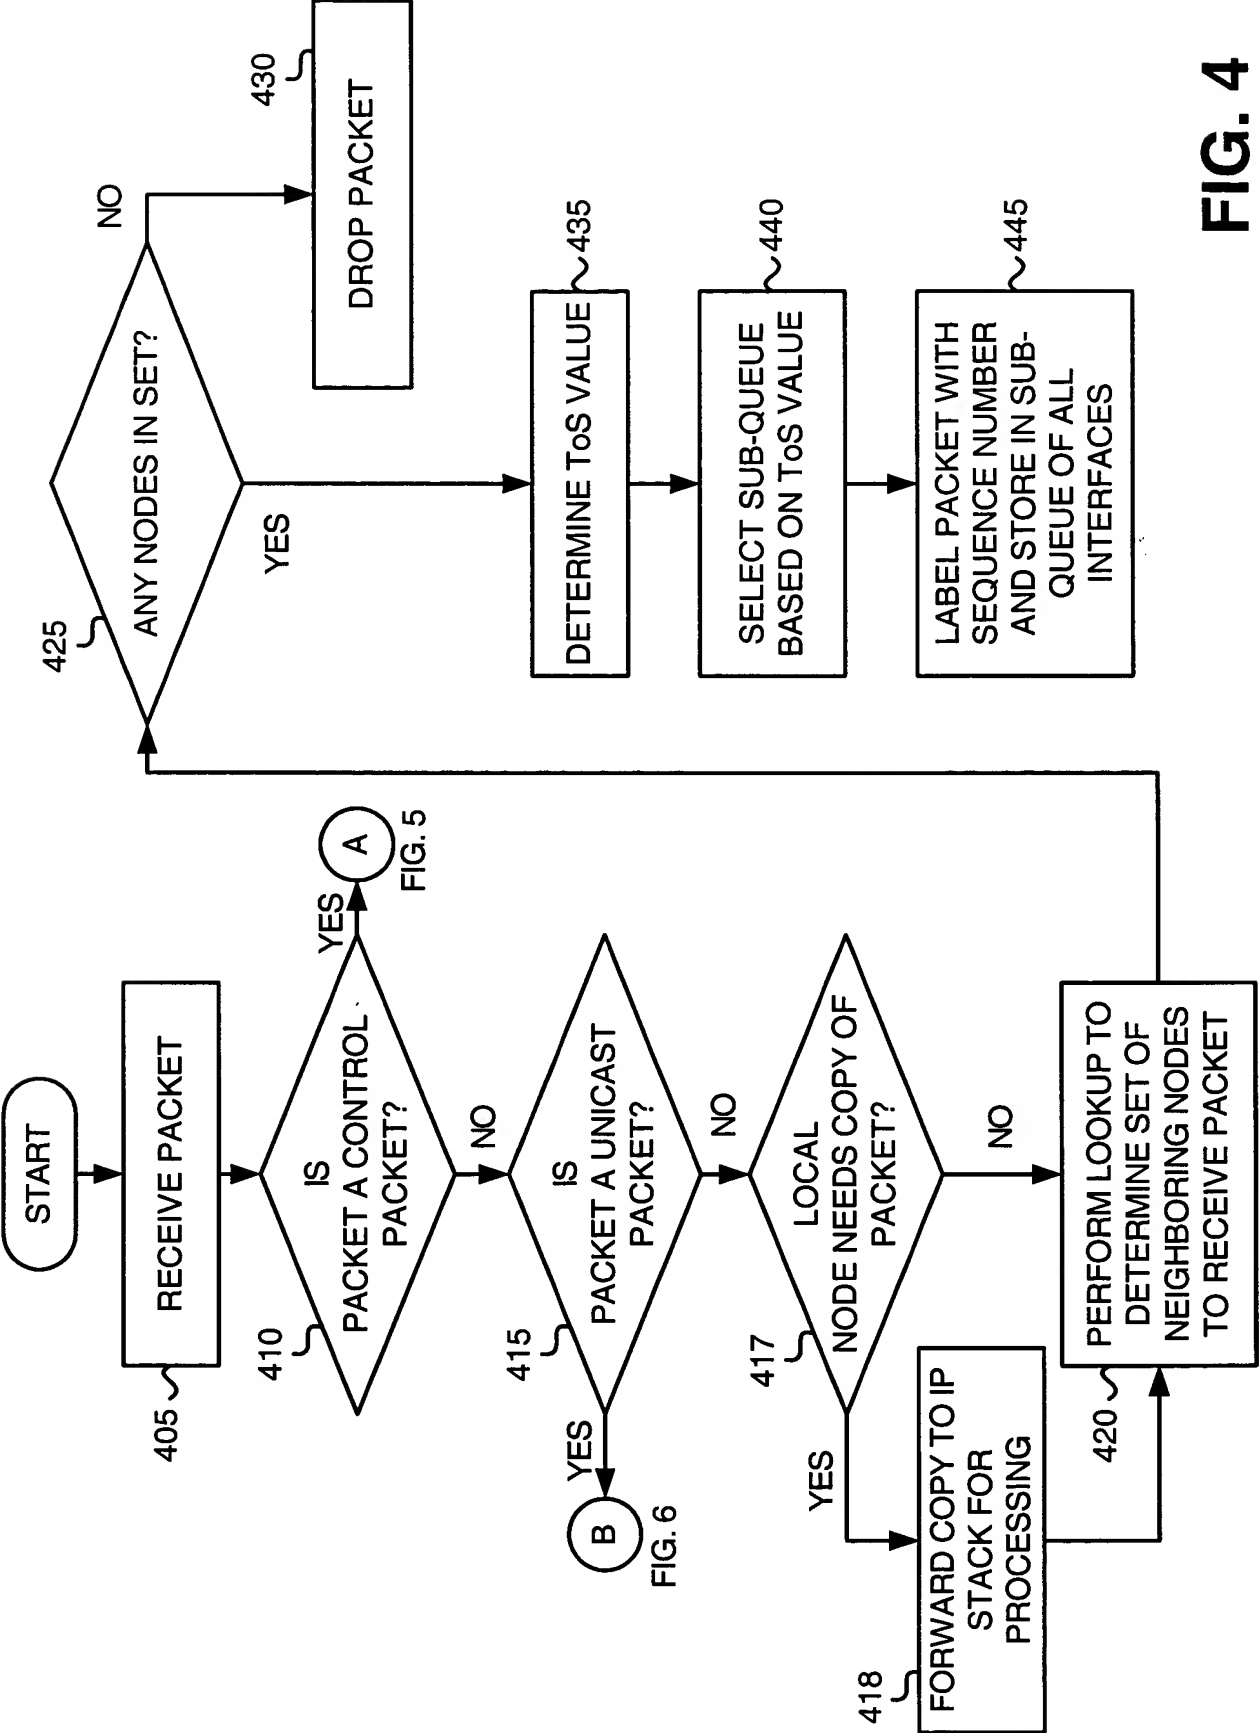 START
RECEIVE PACKET
405
IS
PACKET A CONTROL
PACKET?
410
YES
A
FIG. 5
NO
IS
PACKET A UNICAST
PACKET?
415
YES
B
FIG. 6
NO
LOCAL
NODE NEEDS COPY OF
PACKET?
417
YES
FORWARD COPY TO IP
STACK FOR
PROCESSING
418
NO
PERFORM LOOKUP TO
DETERMINE SET OF
NEIGHBORING NODES
TO RECEIVE PACKET
420
ANY NODES IN SET?
425
NO
DROP PACKET
430
YES
DETERMINE ToS VALUE
435
SELECT SUB-QUEUE
BASED ON ToS VALUE
440
LABEL PACKET WITH
SEQUENCE NUMBER
AND STORE IN SUB-
QUEUE OF ALL
INTERFACES
445
FIG. 4